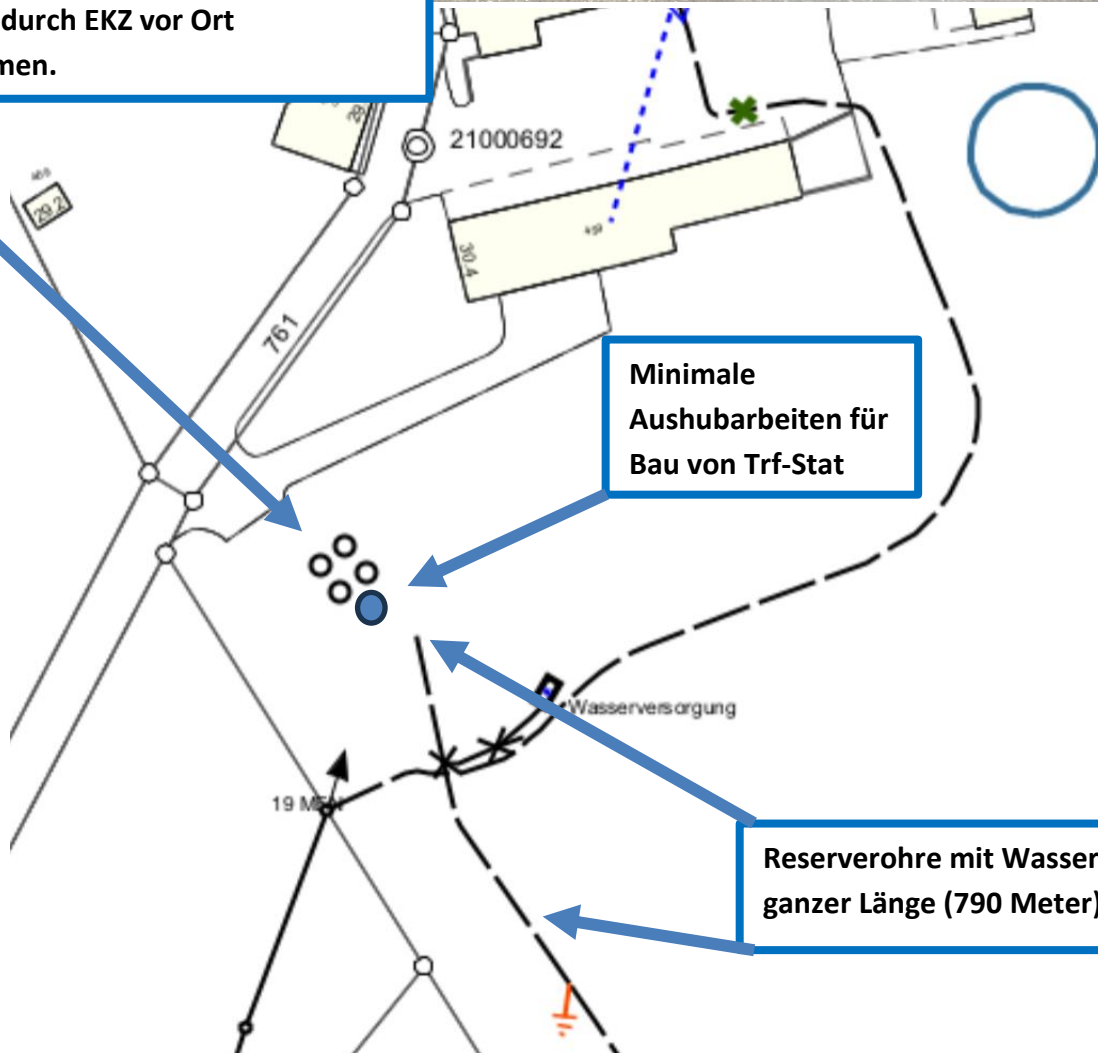 durch EKZ vor Ort
men.
21000692
29.2
30.4
761
Minimale
Aushubarbeiten für
Bau von Trf-Stat
Wasserversorgung
19 M
Reserverohre mit Wasser
ganzer Länge (790 Meter)